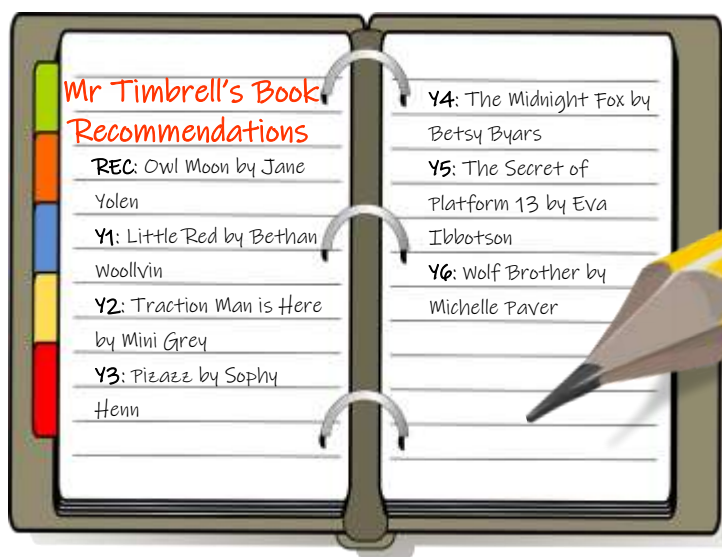 Mr Timbrell's Book
Recommendations
REC: Owl Moon by Jane
Yolen
Y1: Little Red by Bethan
Woollvin
Y2: Traction Man is Here
by Mini Grey
Y3: Pizazz by Sophy
Henn
Y4: The Midnight Fox by
Betsy Byars
Y5: The Secret of
Platform 13 by Eva
Ibbotson
Y6: Wolf Brother by
Michelle Paver